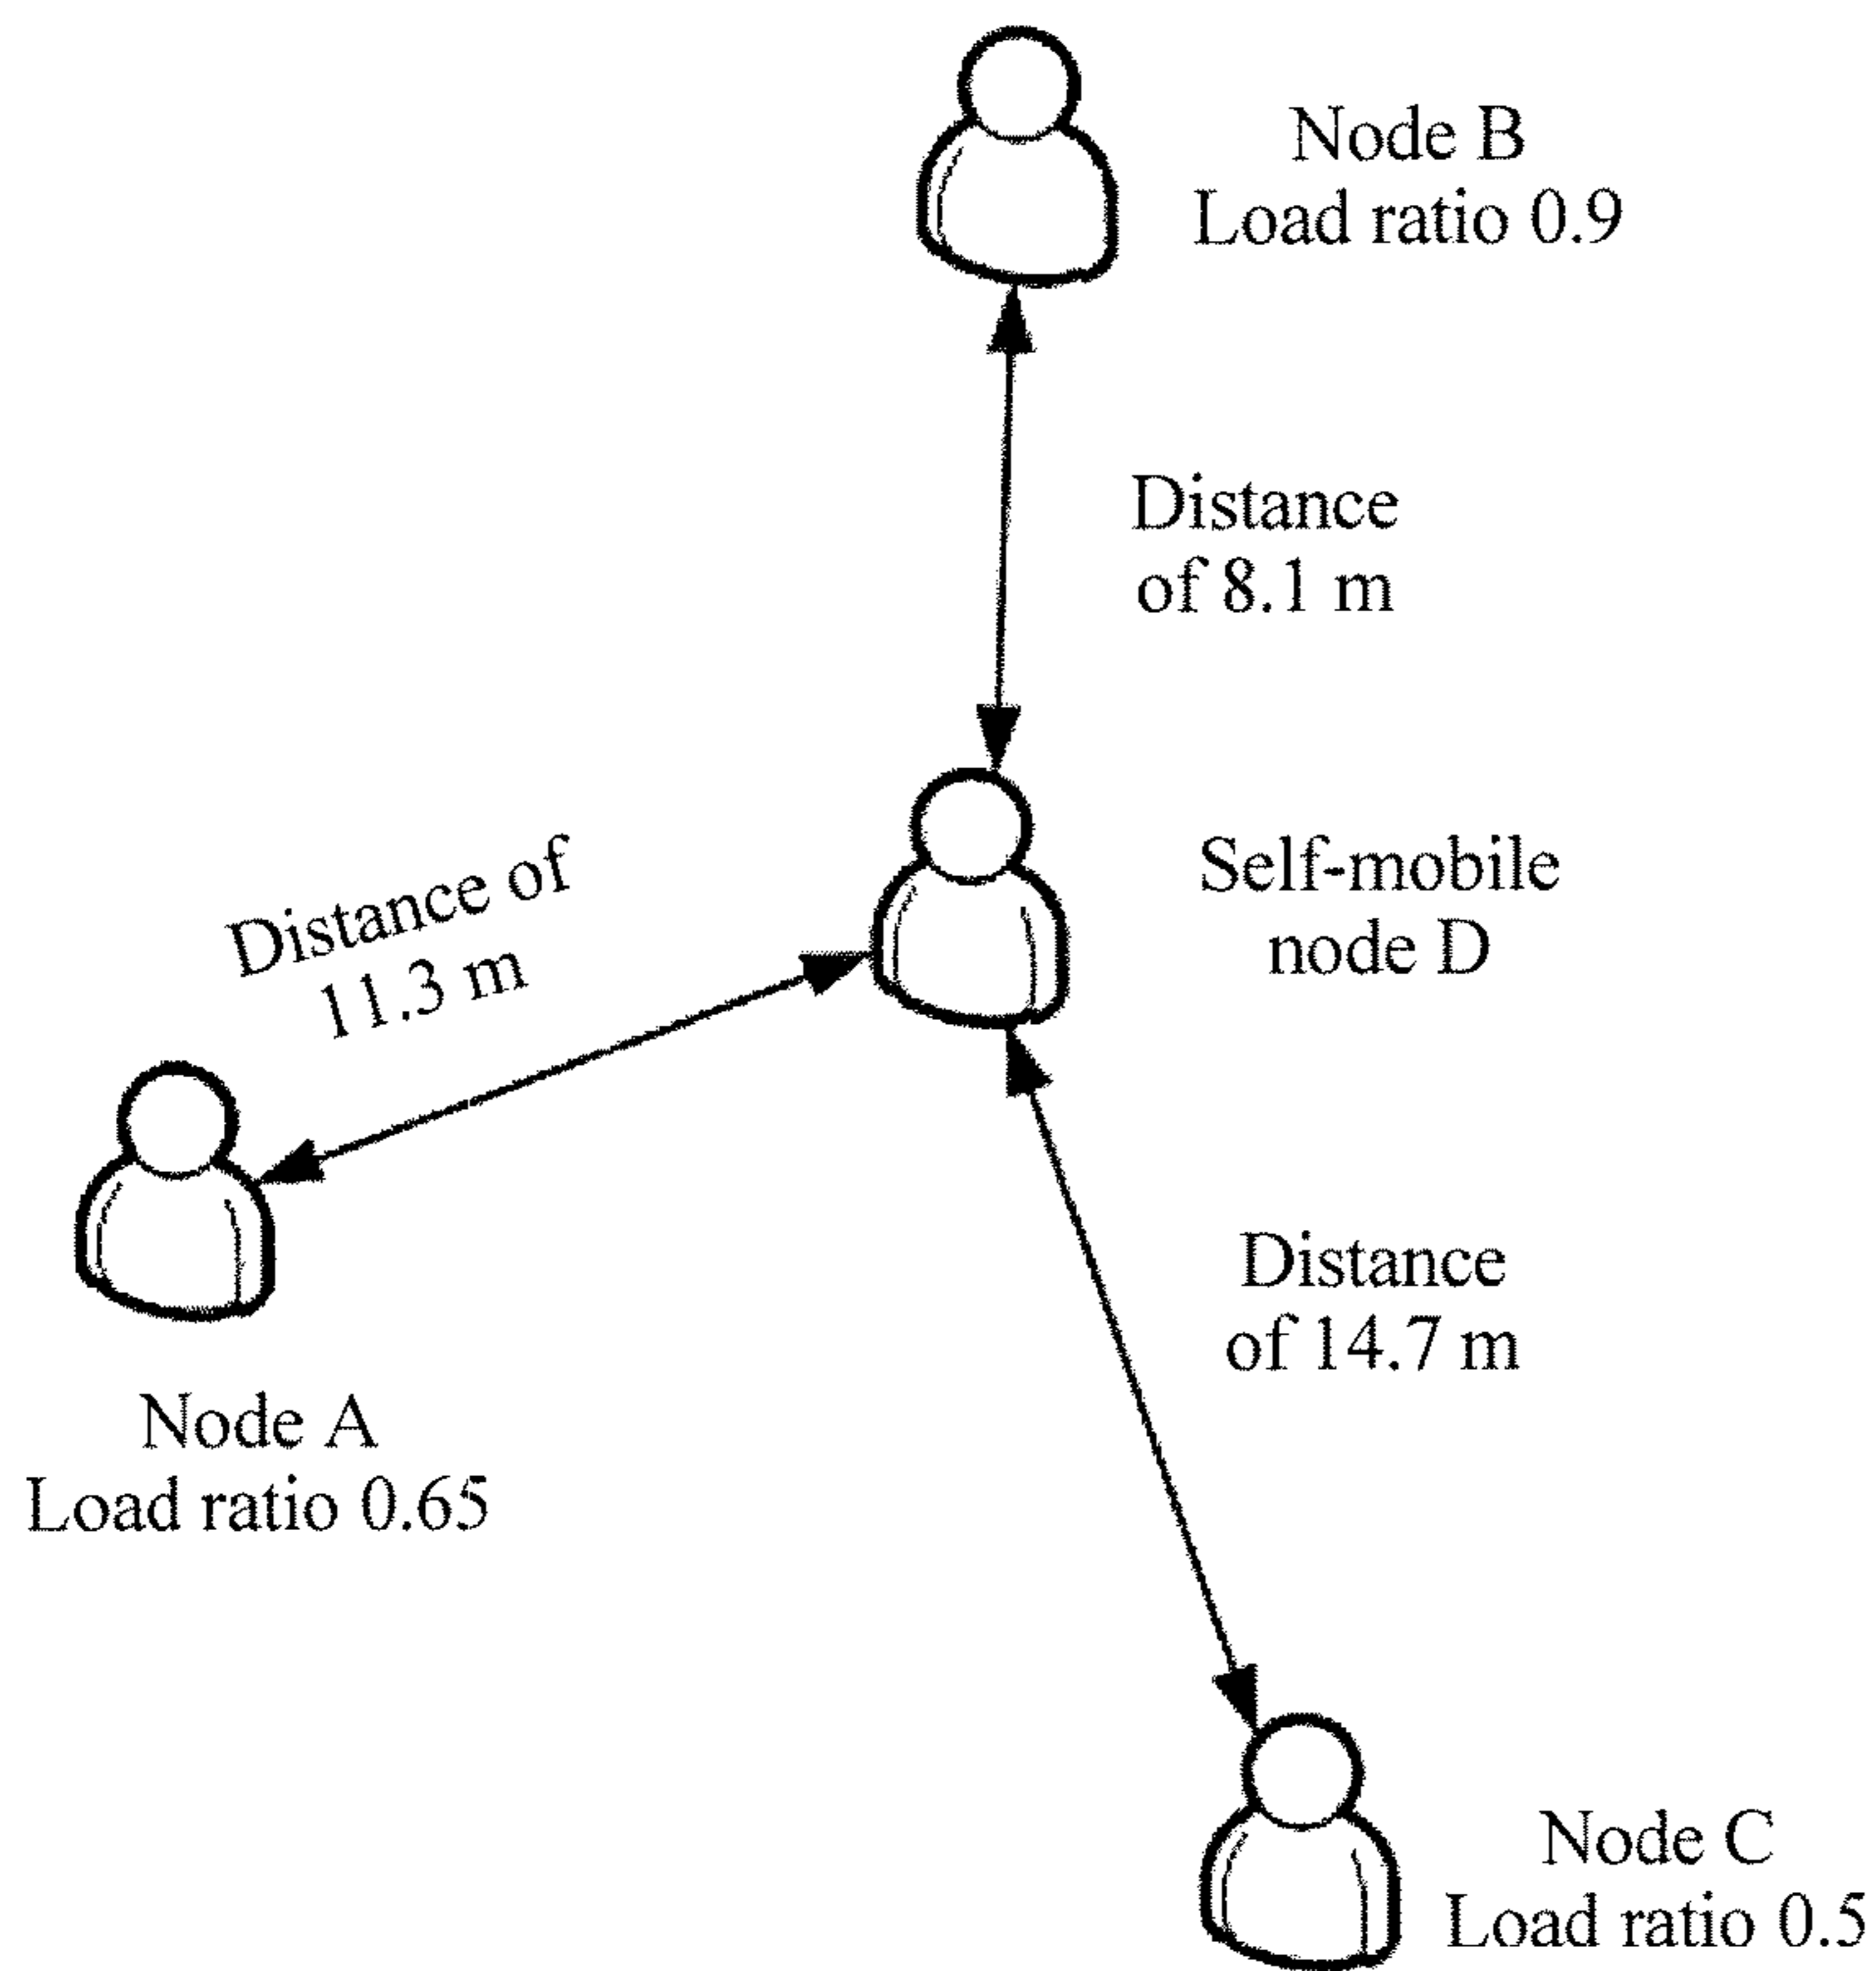 Node B
Load ratio 0.9
Distance
of 8.1 m
Self-mobile
node D
Distance of
11.3 m
Distance
of 14.7 m
Node A
Load ratio 0.65
Node C
Load ratio 0.5